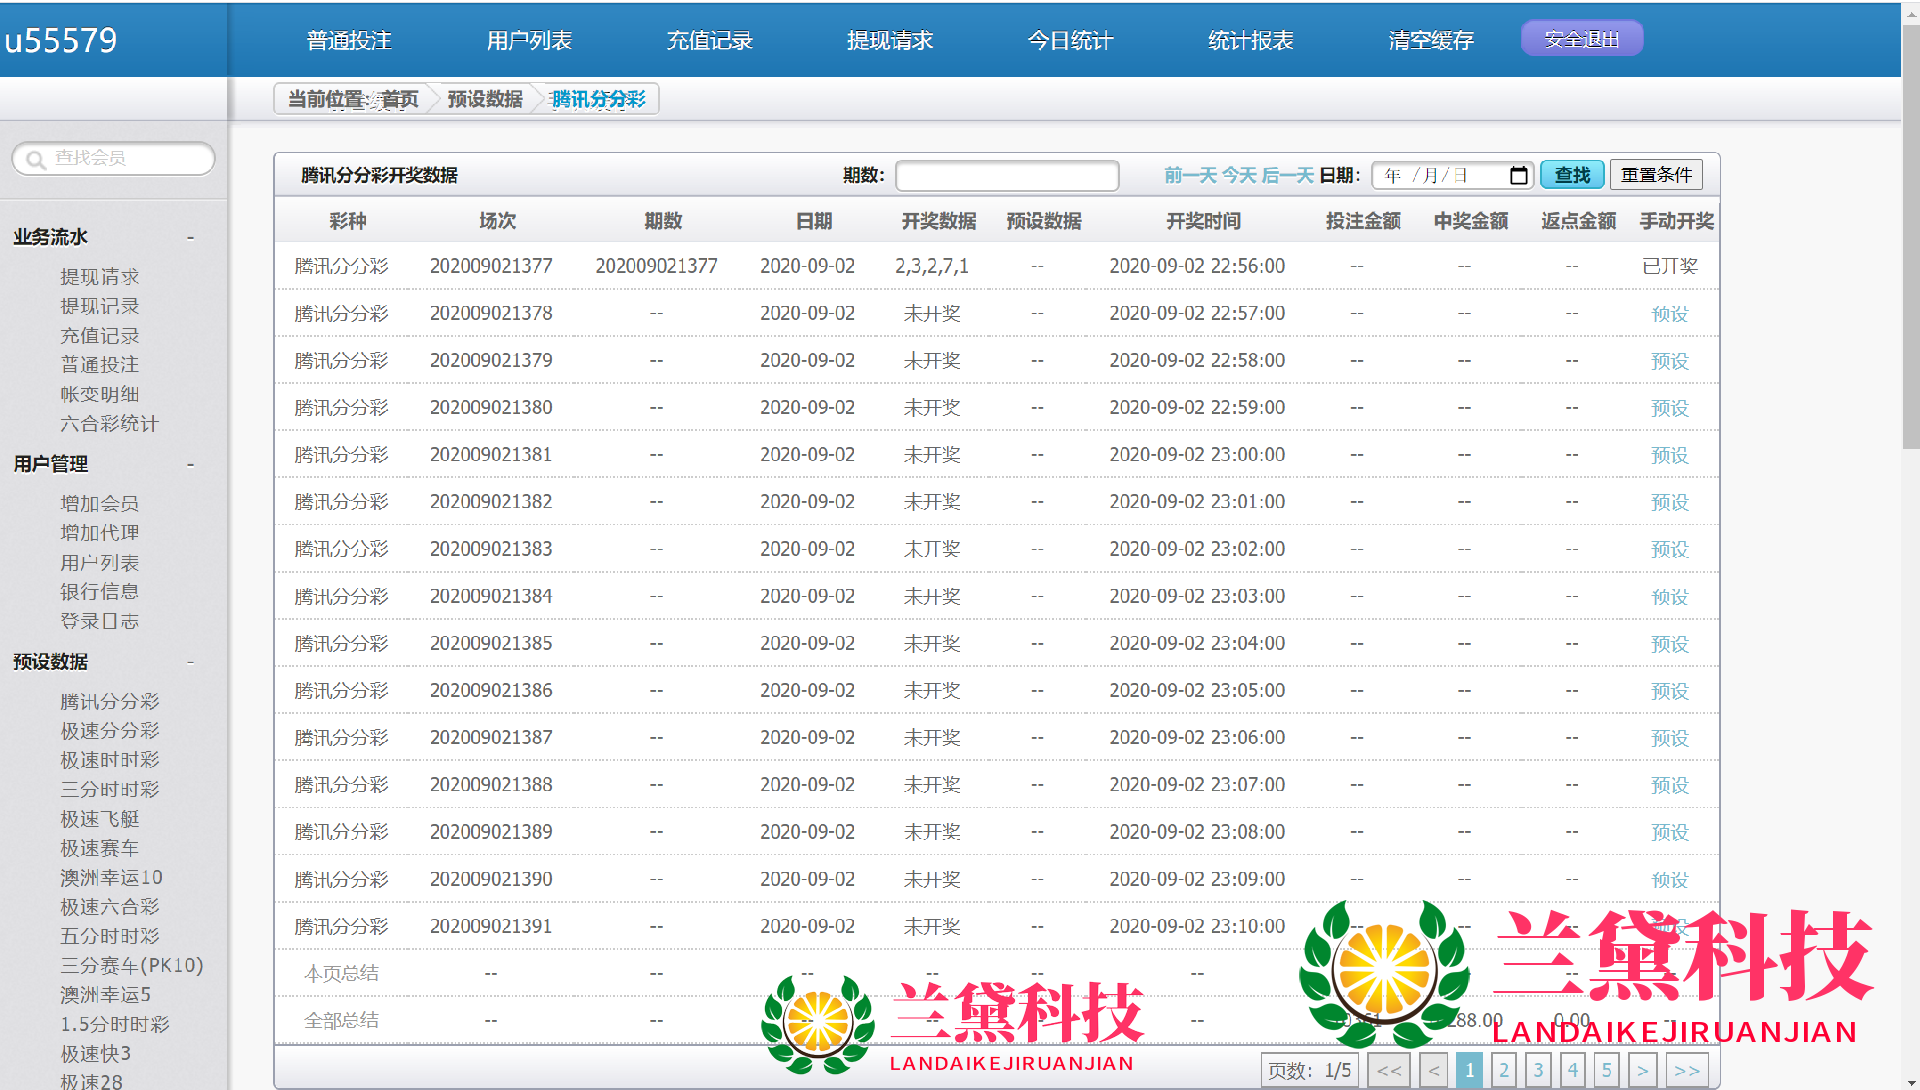 u55579
普通投注 用户列表 充值记录 提现请求 今日统计 统计报表 清空缓存 安全退出
当前位置: 首页 预设数据 腾讯分分彩
查找会员
业务流水 -
提现请求
提现记录
充值记录
普通投注
帐变明细
六合彩统计
用户管理 -
增加会员
增加代理
用户列表
银行信息
登录日志
预设数据 -
腾讯分分彩
极速分分彩
极速时时彩
三分时时彩
极速飞艇
极速赛车
澳洲幸运10
极速六合彩
五分时时彩
三分赛车(PK10)
澳洲幸运5
1.5分时时彩
极速快3
极速28
腾讯分分彩开奖数据 期数: 前一天 今天 后一天 日期: 年 /月/日 查找 重置条件
彩种 场次 期数 日期 开奖数据 预设数据 开奖时间 投注金额 中奖金额 返点金额 手动开奖
腾讯分分彩 202009021377 202009021377 2020-09-02 2,3,2,7,1 -- 2020-09-02 22:56:00 -- -- -- 已开奖
腾讯分分彩 202009021378 -- 2020-09-02 未开奖 -- 2020-09-02 22:57:00 -- -- -- 预设
腾讯分分彩 202009021379 -- 2020-09-02 未开奖 -- 2020-09-02 22:58:00 -- -- -- 预设
腾讯分分彩 202009021380 -- 2020-09-02 未开奖 -- 2020-09-02 22:59:00 -- -- -- 预设
腾讯分分彩 202009021381 -- 2020-09-02 未开奖 -- 2020-09-02 23:00:00 -- -- -- 预设
腾讯分分彩 202009021382 -- 2020-09-02 未开奖 -- 2020-09-02 23:01:00 -- -- -- 预设
腾讯分分彩 202009021383 -- 2020-09-02 未开奖 -- 2020-09-02 23:02:00 -- -- -- 预设
腾讯分分彩 202009021384 -- 2020-09-02 未开奖 -- 2020-09-02 23:03:00 -- -- -- 预设
腾讯分分彩 202009021385 -- 2020-09-02 未开奖 -- 2020-09-02 23:04:00 -- -- -- 预设
腾讯分分彩 202009021386 -- 2020-09-02 未开奖 -- 2020-09-02 23:05:00 -- -- -- 预设
腾讯分分彩 202009021387 -- 2020-09-02 未开奖 -- 2020-09-02 23:06:00 -- -- -- 预设
腾讯分分彩 202009021388 -- 2020-09-02 未开奖 -- 2020-09-02 23:07:00 -- -- -- 预设
腾讯分分彩 202009021389 -- 2020-09-02 未开奖 -- 2020-09-02 23:08:00 -- -- -- 预设
腾讯分分彩 202009021390 -- 2020-09-02 未开奖 -- 2020-09-02 23:09:00 -- -- -- 预设
腾讯分分彩 202009021391 -- 2020-09-02 未开奖 -- 2020-09-02 23:10:00 -- --
本页总结 -- -- -- -- -- -- --
全部总结 -- -- -- -- -- 0.00 --
兰黛科技
LANDAIKEJIRUANJIAN
兰黛科技
LANDAIKEJIRUANJIAN
页数: 1/5 << < 1 2 3 4 5 > >>